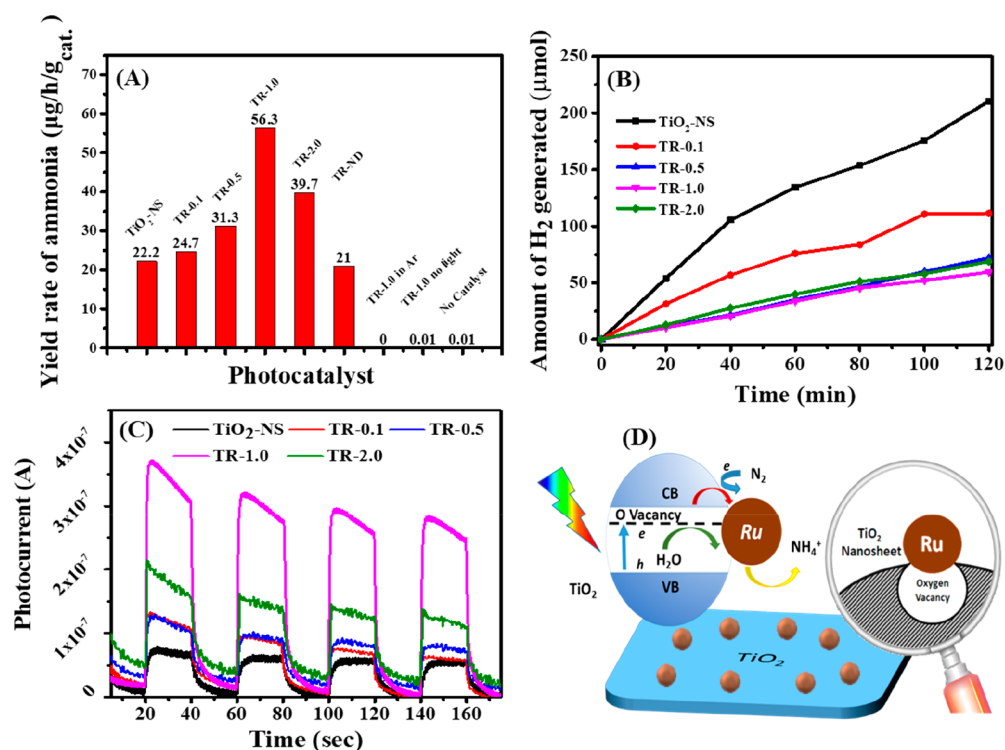 (A)
Yield rate of ammonia (µg/h/g cat.)
70
60
50
40
30
20
10
0
TiO2-NS
22.2
TR-0.1
24.7
TR-0.5
31.3
TR-1.0
56.3
TR-2.0
39.7
TR-ND
21
TR-1.0 in Ar
0
TR-1.0 no light
0.01
No Catalyst
0.01
Photocatalyst
(B)
Amount of H2 generated (µmol)
250
200
150
100
50
0
TiO2-NS
TR-0.1
TR-0.5
TR-1.0
TR-2.0
0 20 40 60 80 100 120
Time (min)
(C)
Photocurrent (A)
4x10-7
3x10-7
2x10-7
1x10-7
0
TiO2-NS TR-0.1 TR-0.5
TR-1.0 TR-2.0
20 40 60 80 100 120 140 160
Time (sec)
(D)
e
N2
CB
O Vacancy
e
Ru
H2O
h
VB
TiO2
NH4+
TiO2
Nanosheet
Ru
Oxygen
Vacancy
TiO2